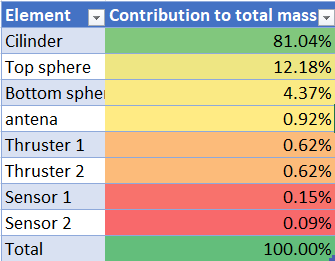 Element Contribution to total mass
Cilinder 81.04%
Top sphere 12.18%
Bottom spher 4.37%
antena 0.92%
Thruster 1 0.62%
Thruster 2 0.62%
Sensor 1 0.15%
Sensor 2 0.09%
Total 100.00%